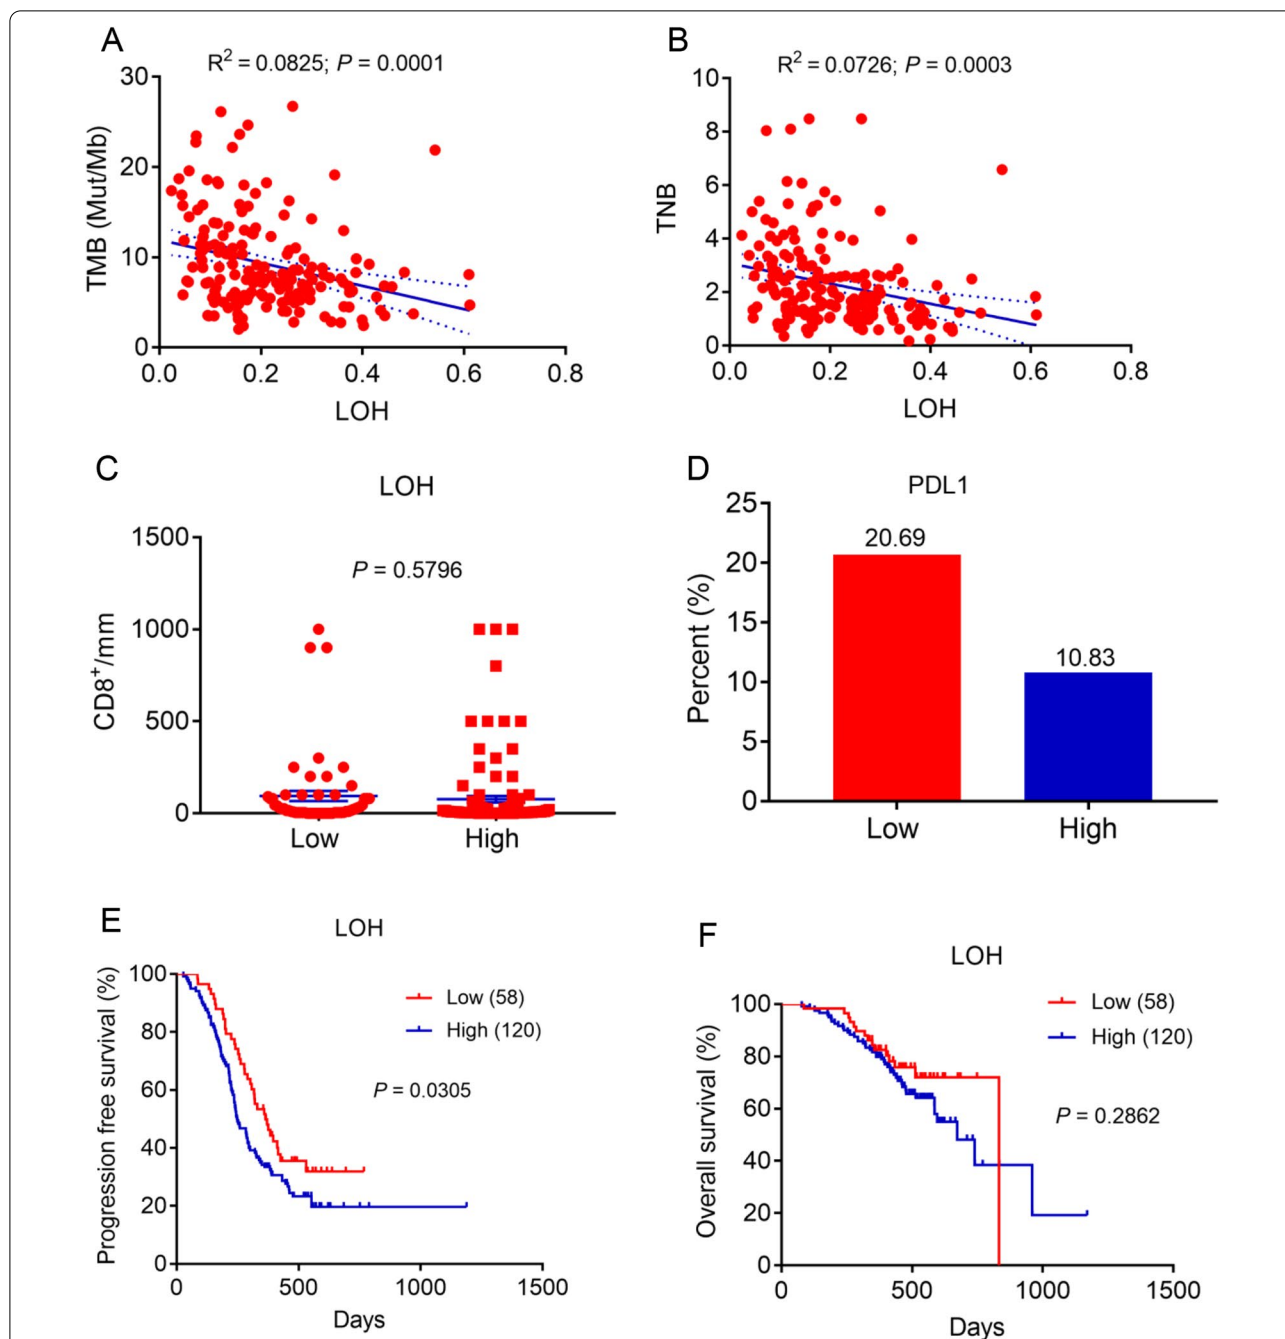 A
R² = 0.0825; P = 0.0001
TMB (Mut/Mb)
30
20
10
0
0.0 0.2 0.4 0.6 0.8
LOH
B
R² = 0.0726; P = 0.0003
TNB
10
8
6
4
2
0
0.0 0.2 0.4 0.6 0.8
LOH
C
LOH
P = 0.5796
CD8⁺/mm
1500
1000
500
0
Low High
D
PDL1
Percent (%)
25
20
15
10
5
0
20.69
10.83
Low High
E
LOH
Low (58)
High (120)
P = 0.0305
Progression free survival (%)
100
80
60
40
20
0
0 500 1000 1500
Days
F
LOH
Low (58)
High (120)
P = 0.2862
Overall survival (%)
100
80
60
40
20
0
0 500 1000 1500
Days